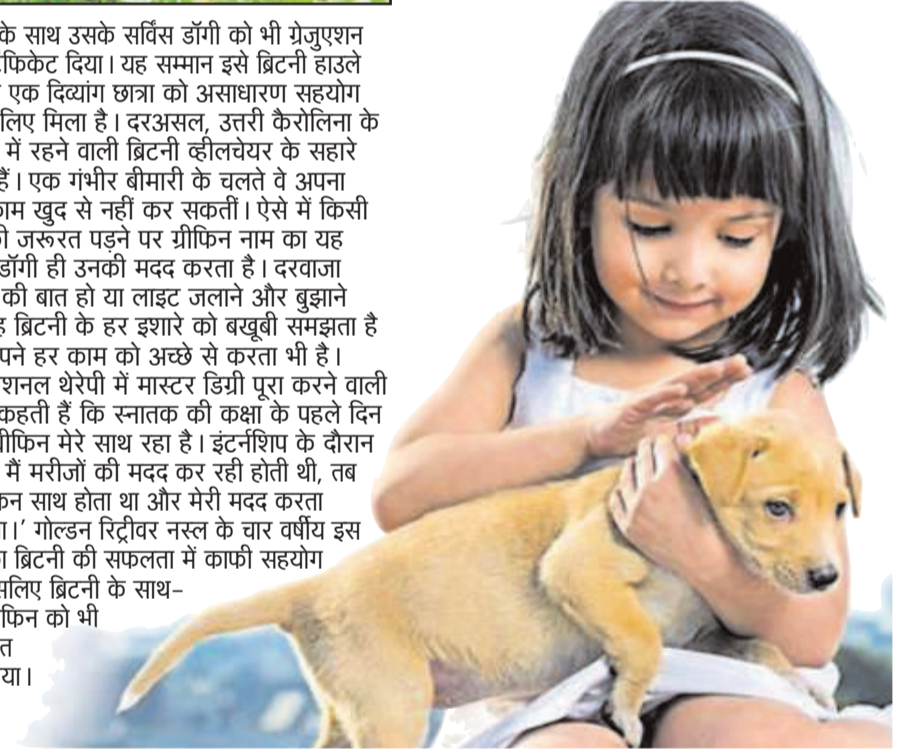 के साथ उसके सर्विस डॉगी को भी ग्रेजुएशन
फिकेट दिया। यह सम्मान इसे ब्रिटनी हाउले
एक दिव्यांग छात्रा को असाधारण सहयोग
लिए मिला है। दरअसल, उत्तरी कैरोलिना के
में रहने वाली ब्रिटनी व्हीलचेयर के सहारे
हैं। एक गंभीर बीमारी के चलते वे अपना
काम खुद से नहीं कर सकतीं। ऐसे में किसी
की जरूरत पड़ने पर ग्रीफिन नाम का यह
डॉगी ही उनकी मदद करता है। दरवाजा
की बात हो या लाइट जलाने और बुझाने
ब्रिटनी के हर इशारे को बखूबी समझता है
पने हर काम को अच्छे से करता भी है।
शनल थेरेपी में मास्टर डिग्री पूरा करने वाली
कहती हैं कि स्नातक की कक्षा के पहले दिन
ग्रीफिन मेरे साथ रहा है। इंटर्नशिप के दौरान
मैं मरीजों की मदद कर रही होती थी, तब
साथ होता था और मेरी मदद करता
।’ गोल्डन रिट्रीवर नस्ल के चार वर्षीय इस
ब्रिटनी की सफलता में काफी सहयोग
सलिए ब्रिटनी के साथ-
फिन को भी
त
या।